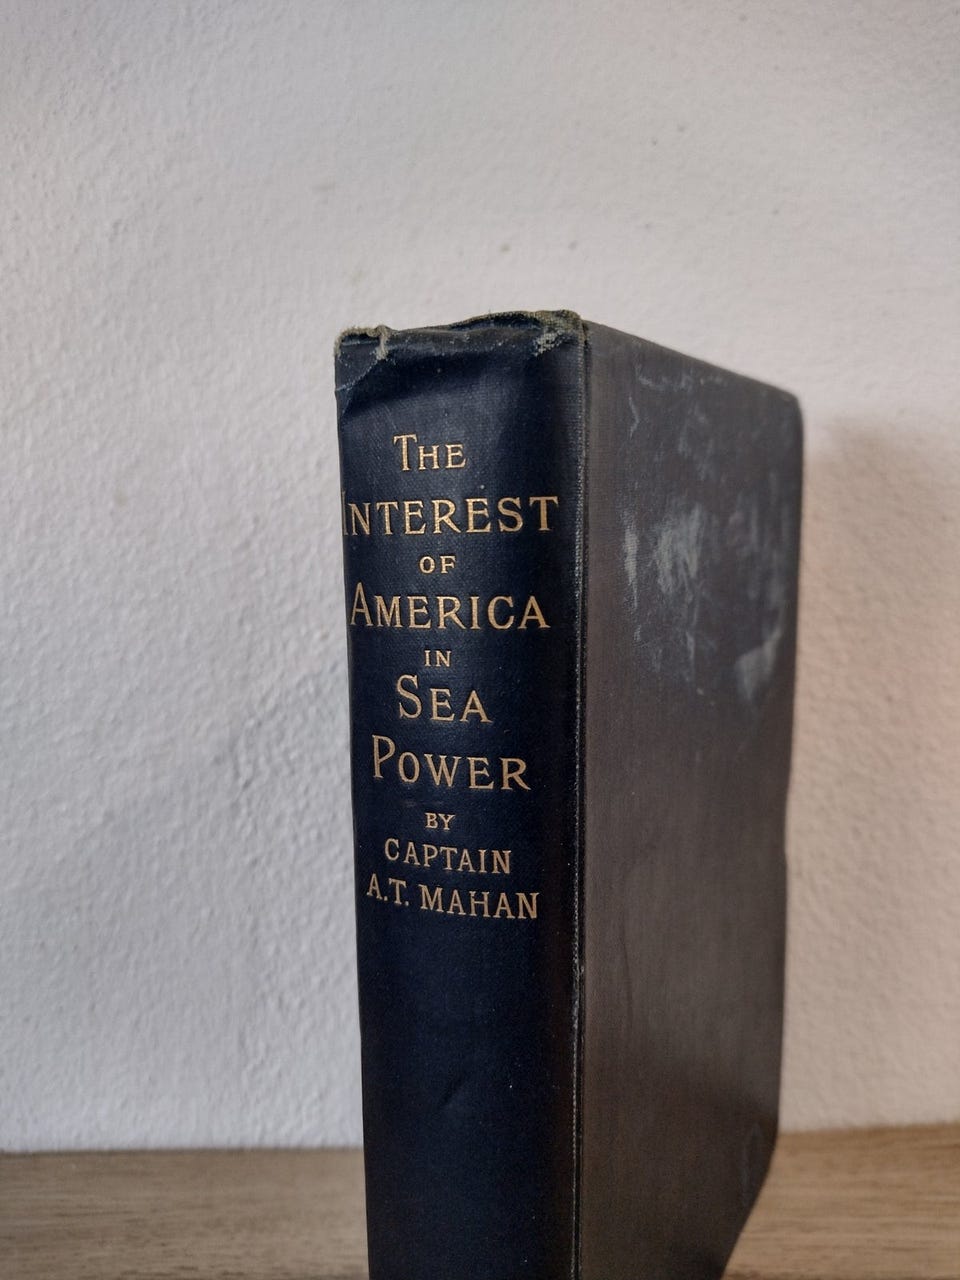 The
Interest
of
America
in
Sea
Power
by
Captain
A.T. Mahan